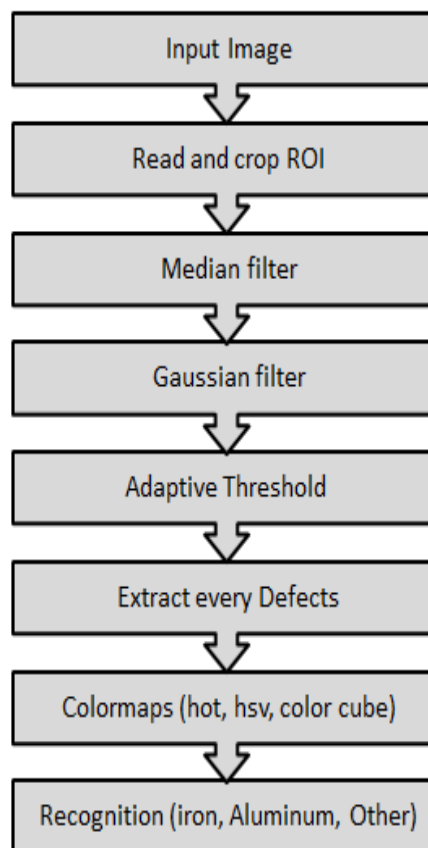 Input Image
Read and crop ROI
Median filter
Gaussian filter
Adaptive Threshold
Extract every Defects
Colormaps (hot, hsv, color cube)
Recognition (iron, Aluminum, Other)